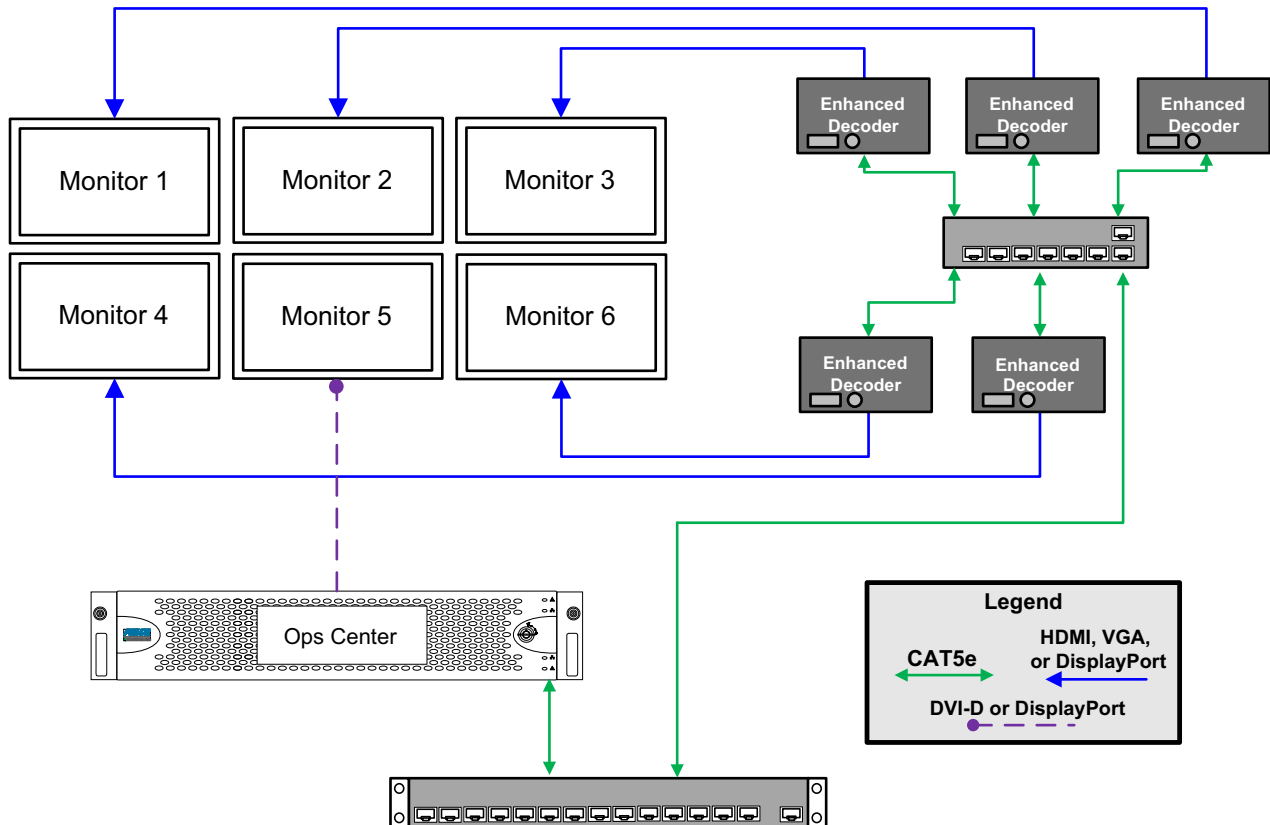 Enhanced
Decoder
Enhanced
Decoder
Enhanced
Decoder
Monitor 1
Monitor 2
Monitor 3
Monitor 4
Monitor 5
Monitor 6
Enhanced
Decoder
Enhanced
Decoder
Ops Center
Legend
CAT5e
HDMI, VGA,
or DisplayPort
DVI-D or DisplayPort